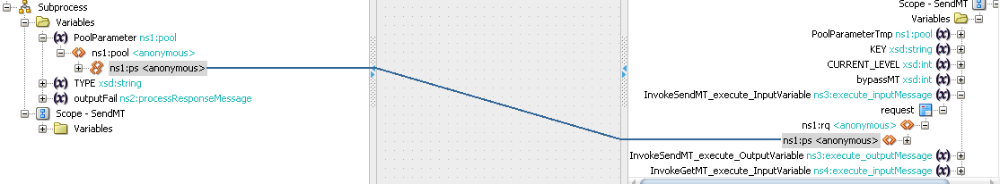 Subprocess
Variables
PoolParameter ns1:pool
ns1:pool <anonymous>
ns1:ps <anonymous>
TYPE xsd:string
outputFail ns2:processResponseMessage
Scope - SendMT
Variables
Scope - SendMT
Variables
PoolParameterTmp ns1:pool
KEY xsd:string
CURRENT_LEVEL xsd:int
bypassMT xsd:int
InvokeSendMT_execute_InputVariable ns3:execute_inputMessage
request
ns1:rq <anonymous>
ns1:ps <anonymous>
InvokeSendMT_execute_OutputVariable ns3:execute_outputMessage
InvokeGetMT_execute_InputVariable ns4:execute_inputMessage